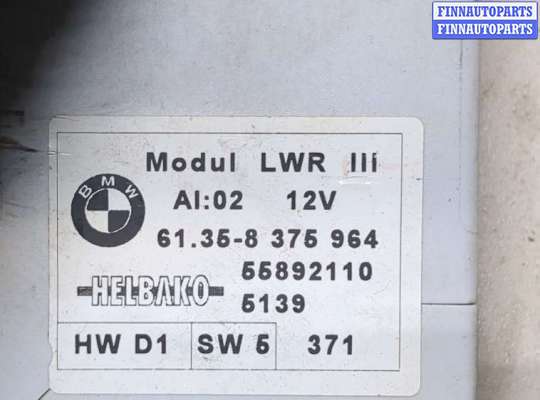 FINNAUTOPARTS
FINNAUTOPARTS
Modul LWR III
BMW
AI:02 12V
61.35-8 375 964
55892110
HELBAKO
5139
HW D1 SW 5 371